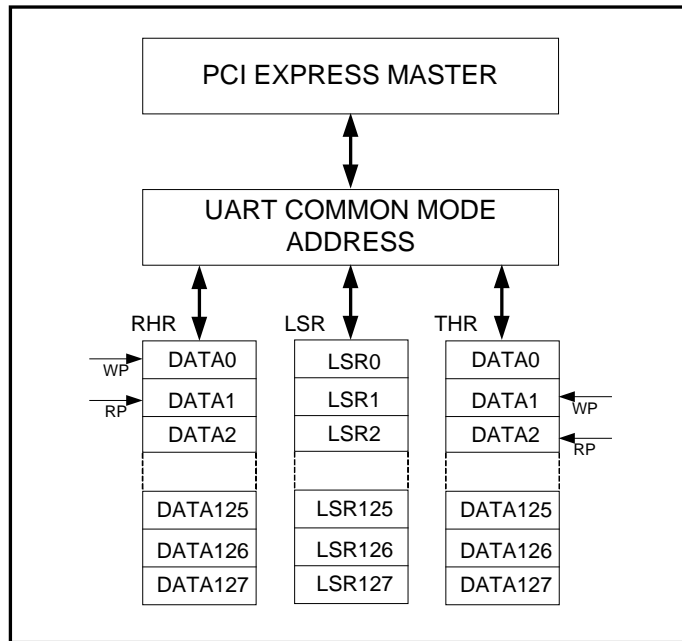 PCI EXPRESS MASTER
UART COMMON MODE
ADDRESS
RHR LSR THR
DATA0 LSR0 DATA0
WP
DATA1 LSR1 DATA1
RP WP
DATA2 LSR2 DATA2
RP
DATA125 LSR125 DATA125
DATA126 LSR126 DATA126
DATA127 LSR127 DATA127